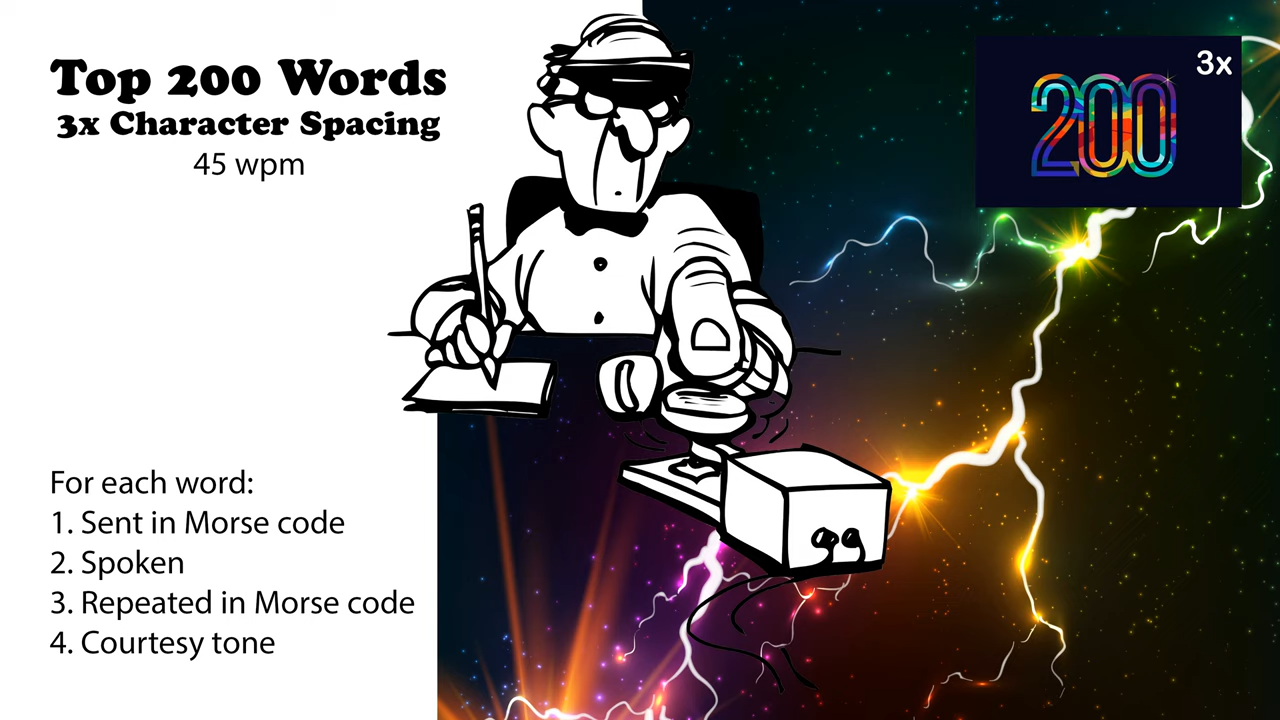 Top 200 Words
3x Character Spacing
45 wpm
3x
200
For each word:
1. Sent in Morse code
2. Spoken
3. Repeated in Morse code
4. Courtesy tone